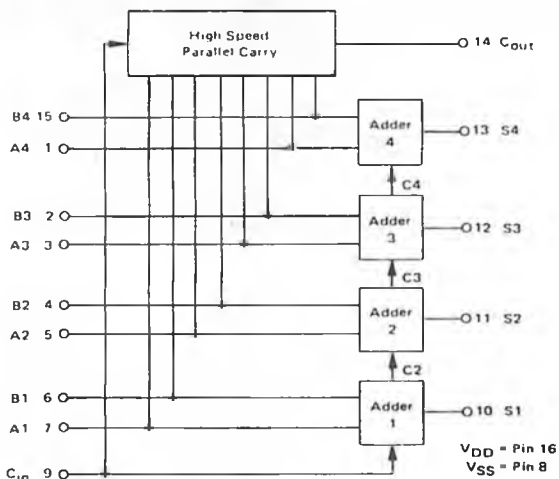 High Speed
Parallel Carry
14 Cout
B4 15
A4 1
Adder
4
13 S4
C4
B3 2
A3 3
Adder
3
12 S3
C3
B2 4
A2 5
Adder
2
11 S2
C2
B1 6
A1 7
Adder
1
10 S1
Cin 9
VDD = Pin 16
VSS = Pin 8